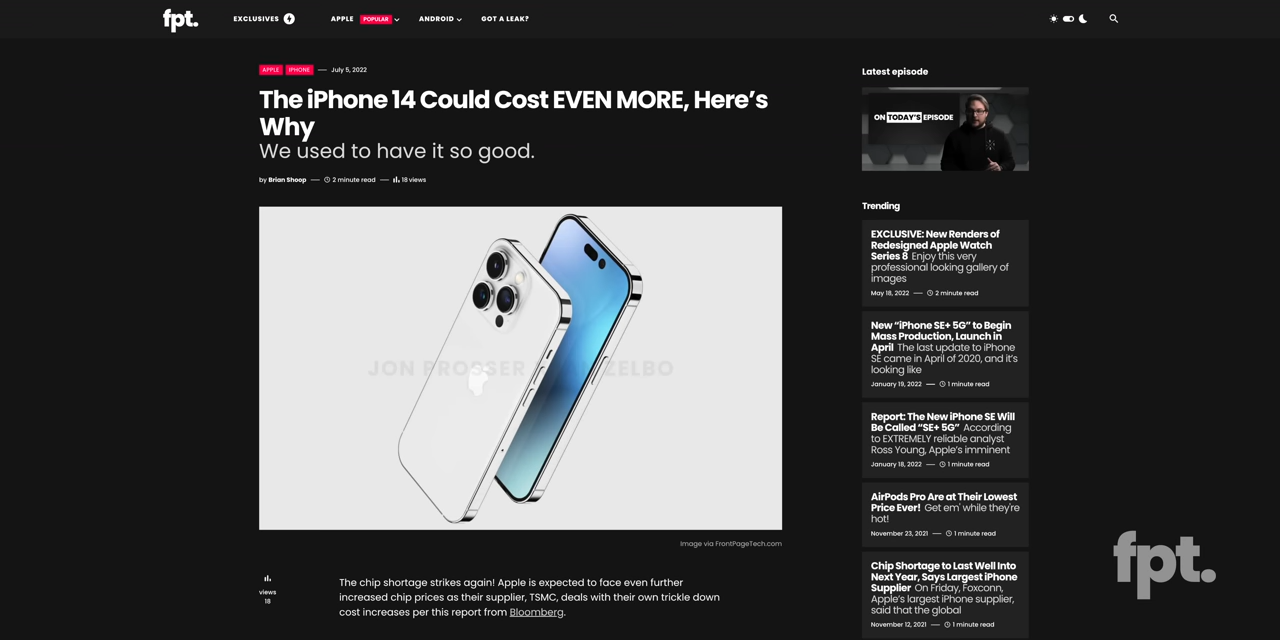 fpt.
EXCLUSIVES
APPLE POPULAR
ANDROID
GOT A LEAK?
APPLE IPHONE — July 5, 2022
The iPhone 14 Could Cost EVEN MORE, Here's
Why
We used to have it so good.
by Brian Shoop — 2 minute read — 18 views
JON PROSSER
ZELBO
Image via FrontPageTech.com
views
18
The chip shortage strikes again! Apple is expected to face even further
increased chip prices as their supplier, TSMC, deals with their own trickle down
cost increases per this report from Bloomberg.
Latest episode
ON TODAY'S EPISODE
Trending
EXCLUSIVE: New Renders of
Redesigned Apple Watch
Series 8 Enjoy this very
professional looking gallery of
images
May 18, 2022 — 2 minute read
New “iPhone SE+ 5G” to Begin
Mass Production, Launch in
April The last update to iPhone
SE came in April of 2020, and it's
looking like
January 19, 2022 — 1 minute read
Report: The New iPhone SE Will
Be Called “SE+ 5G” According
to EXTREMELY reliable analyst
Ross Young, Apple's imminent
January 18, 2022 — 1 minute read
AirPods Pro Are at Their Lowest
Price Ever! Get em' while they're
hot!
November 23, 2021 — 1 minute read
Chip Shortage to Last Well Into
Next Year, Says Largest iPhone
Supplier On Friday, Foxconn,
Apple's largest iPhone supplier,
said that the global
November 12, 2021 — 1 minute read
fpt.